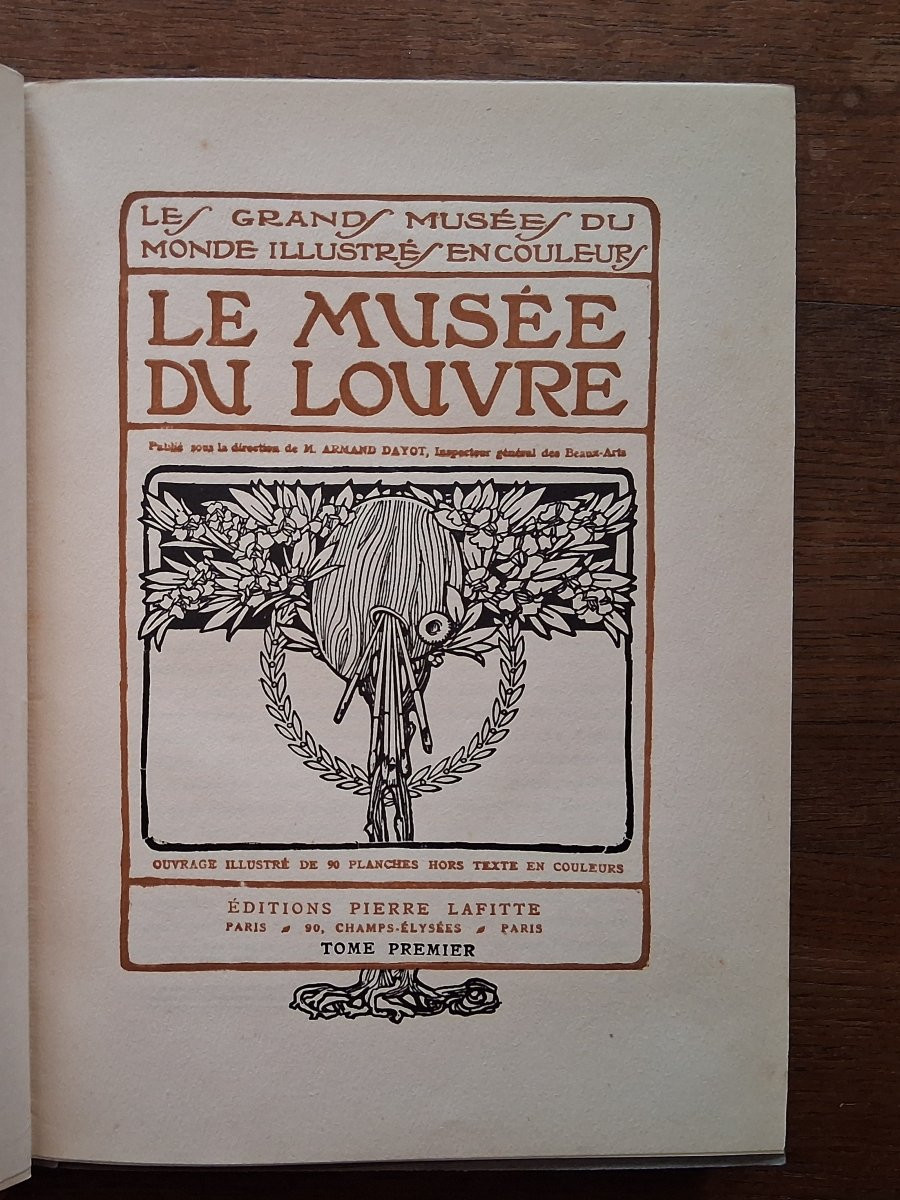 LES GRANDS MUSÉES DU
MONDE ILLUSTRÉS EN COULEURS
LE MUSÉE
DU LOUVRE
Publié sous la direction de M. ARMAND DAYOT, Inspecteur général des Beaux-Arts
OUVRAGE ILLUSTRÉ DE 90 PLANCHES HORS TEXTE EN COULEURS
ÉDITIONS PIERRE LAFITTE
PARIS 90, CHAMPS-ÉLYSÉES PARIS
TOME PREMIER